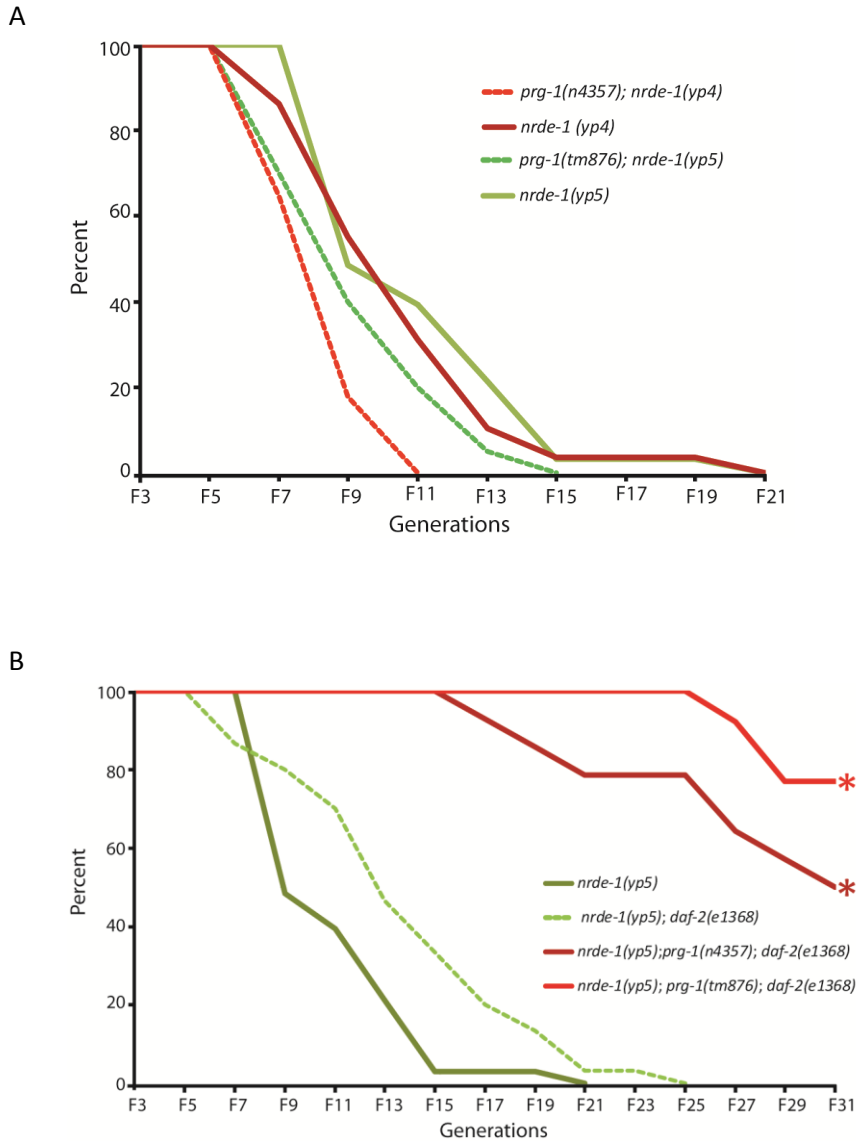 A
100
80
60
40
20
0
Percent
prg-1(n4357); nrde-1(yp4)
nrde-1 (yp4)
prg-1(tm876); nrde-1(yp5)
nrde-1(yp5)
F3 F5 F7 F9 F11 F13 F15 F17 F19 F21
Generations
B
100
80
60
40
20
0
Percent
*
*
nrde-1(yp5)
nrde-1(yp5); daf-2(e1368)
nrde-1(yp5);prg-1(n4357); daf-2(e1368)
nrde-1(yp5); prg-1(tm876); daf-2(e1368)
F3 F5 F7 F9 F11 F13 F15 F17 F19 F21 F23 F25 F27 F29 F31
Generations